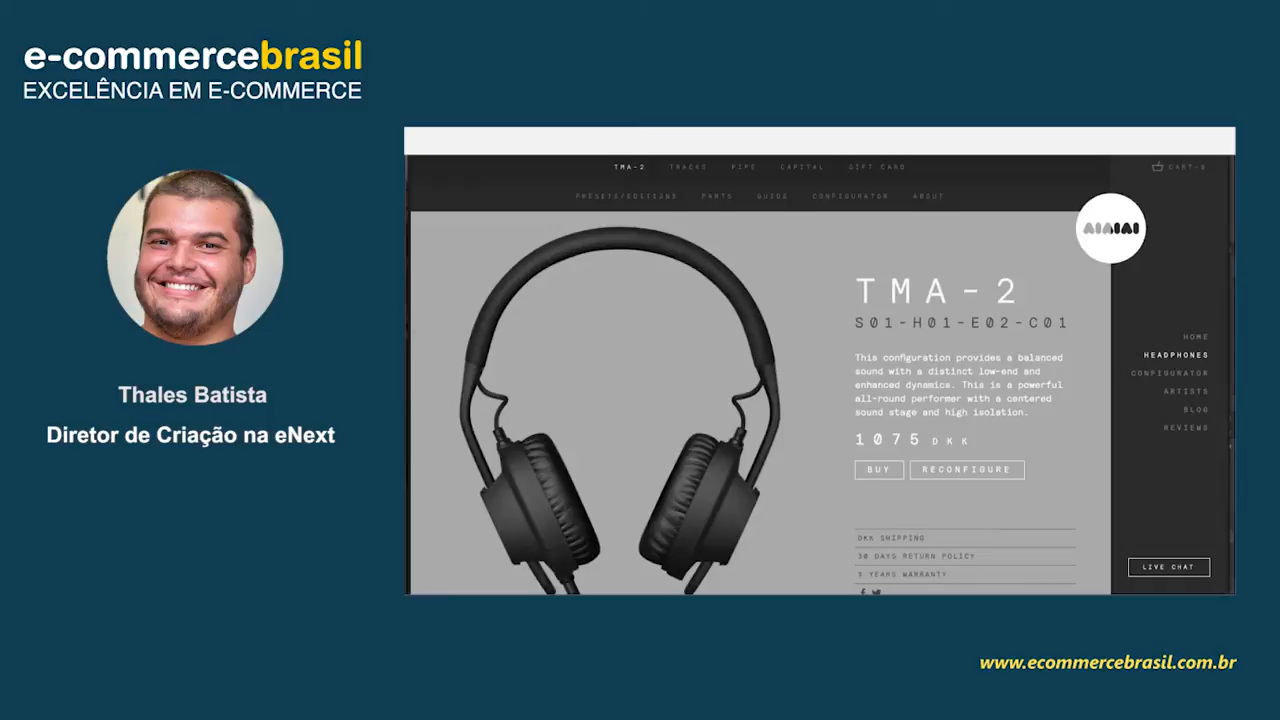 e-commercebrasil
EXCELÊNCIA EM E-COMMERCE
Thales Batista
Diretor de Criação na eNext
TMA-2 TRACKS PIPE CAPITAL GIFT CARD
CART-0
PRESETS/EDITIONS PARTS GUIDE CONFIGURATOR ABOUT
AIAIAI
TMA-2
S01-H01-E02-C01
This configuration provides a balanced
sound with a distinct low-end and
enhanced dynamics. This is a powerful
all-round performer with a centered
sound stage and high isolation.
1075 DKK
BUY RECONFIGURE
DKK SHIPPING
30 DAYS RETURN POLICY
YEARS WARRANTY
HOME
HEADPHONES
CONFIGURATOR
ARTISTS
BLOG
REVIEWS
LIVE CHAT
www.ecommercebrasil.com.br